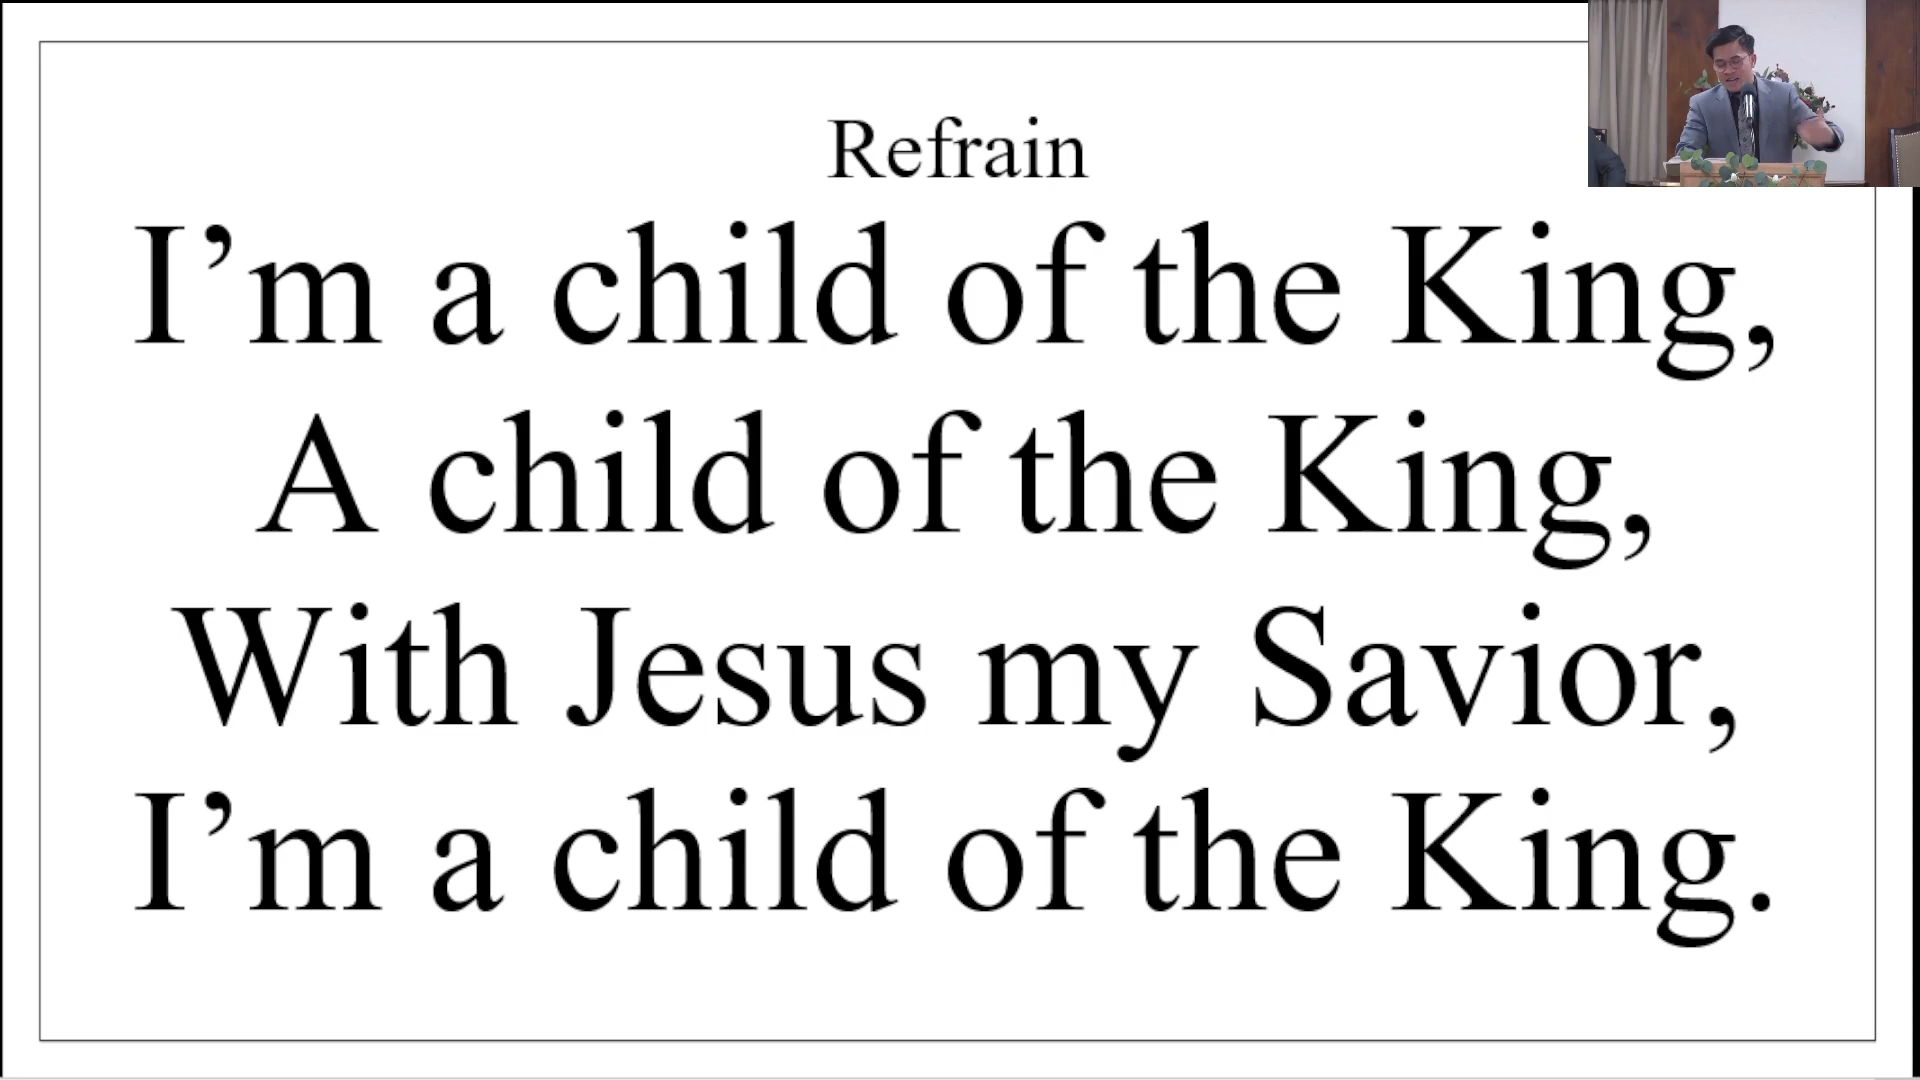 Refrain
I’m a child of the King,
A child of the King,
With Jesus my Savior,
I’m a child of the King.